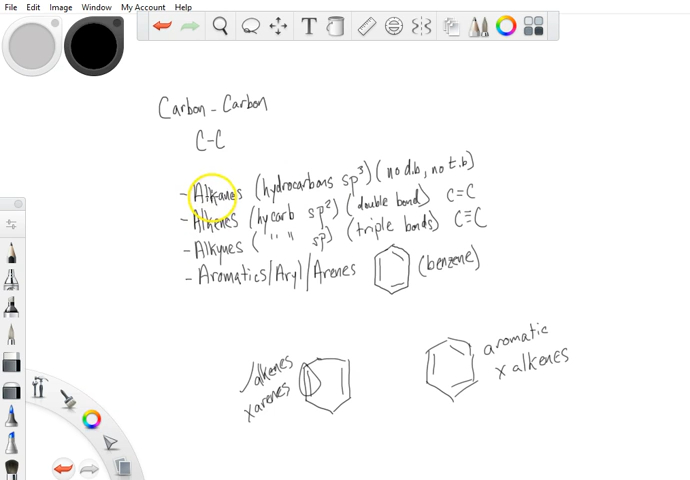 File Edit Image Window My Account Help
Carbon - Carbon
C-C
- Alkanes (hydrocarbons sp³) (no d.b, no t.b)
- Alkenes (hycarb sp²) (double bond) C=C
- Alkynes ( " " sp) (triple bonds) C≡C
- Aromatics/Aryl/Arenes (benzene)
✓alkenes
x arenes
aromatic
x alkenes